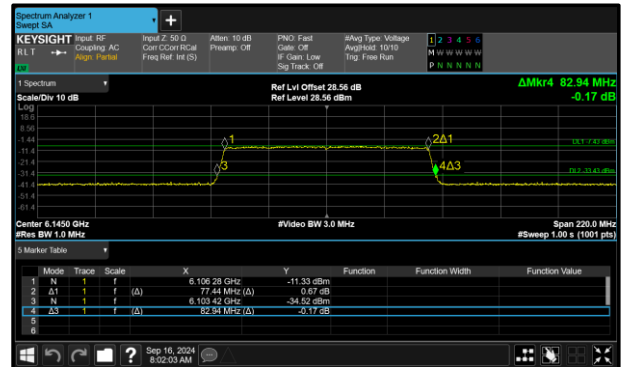 Spectrum Analyzer 1
Swept SA
+
KEYSIGHT Input: RF Input Z: 50 Ω Atten: 10 dB PNO: Fast #Avg Type: Voltage 1 2 3 4 5 6
RLT Coupling: AC Corr CCorr RCal Preamp: Off Gate: Off Avg|Hold: 10/10 M W W W W W
Align: Partial Freq Ref: Int (S) IF Gain: Low Trig: Free Run P N N N N N
Sig Track: Off
LW
1 Spectrum Ref Lvl Offset 28.56 dB ΔMkr4 82.94 MHz
Scale/Div 10 dB Ref Level 28.56 dBm -0.17 dB
Log
18.6
8.56
-1.44 1 2Δ1 DL1 -7.43 dBm
-11.4
-21.4 3 4Δ3
-31.4 DL2 -33.43 dBm
-41.4
-51.4
-61.4
Center 6.1450 GHz #Video BW 3.0 MHz Span 220.0 MHz
#Res BW 1.0 MHz #Sweep 1.00 s (1001 pts)
5 Marker Table
Mode Trace Scale X Y Function Function Width Function Value
1 N 1 f 6.106 28 GHz -11.33 dBm
2 Δ1 1 f (Δ) 77.44 MHz (Δ) 0.67 dB
3 N 1 f 6.103 42 GHz -34.52 dBm
4 Δ3 1 f (Δ) 82.94 MHz (Δ) -0.17 dB
5
6
? Sep 16, 2024
8:02:03 AM